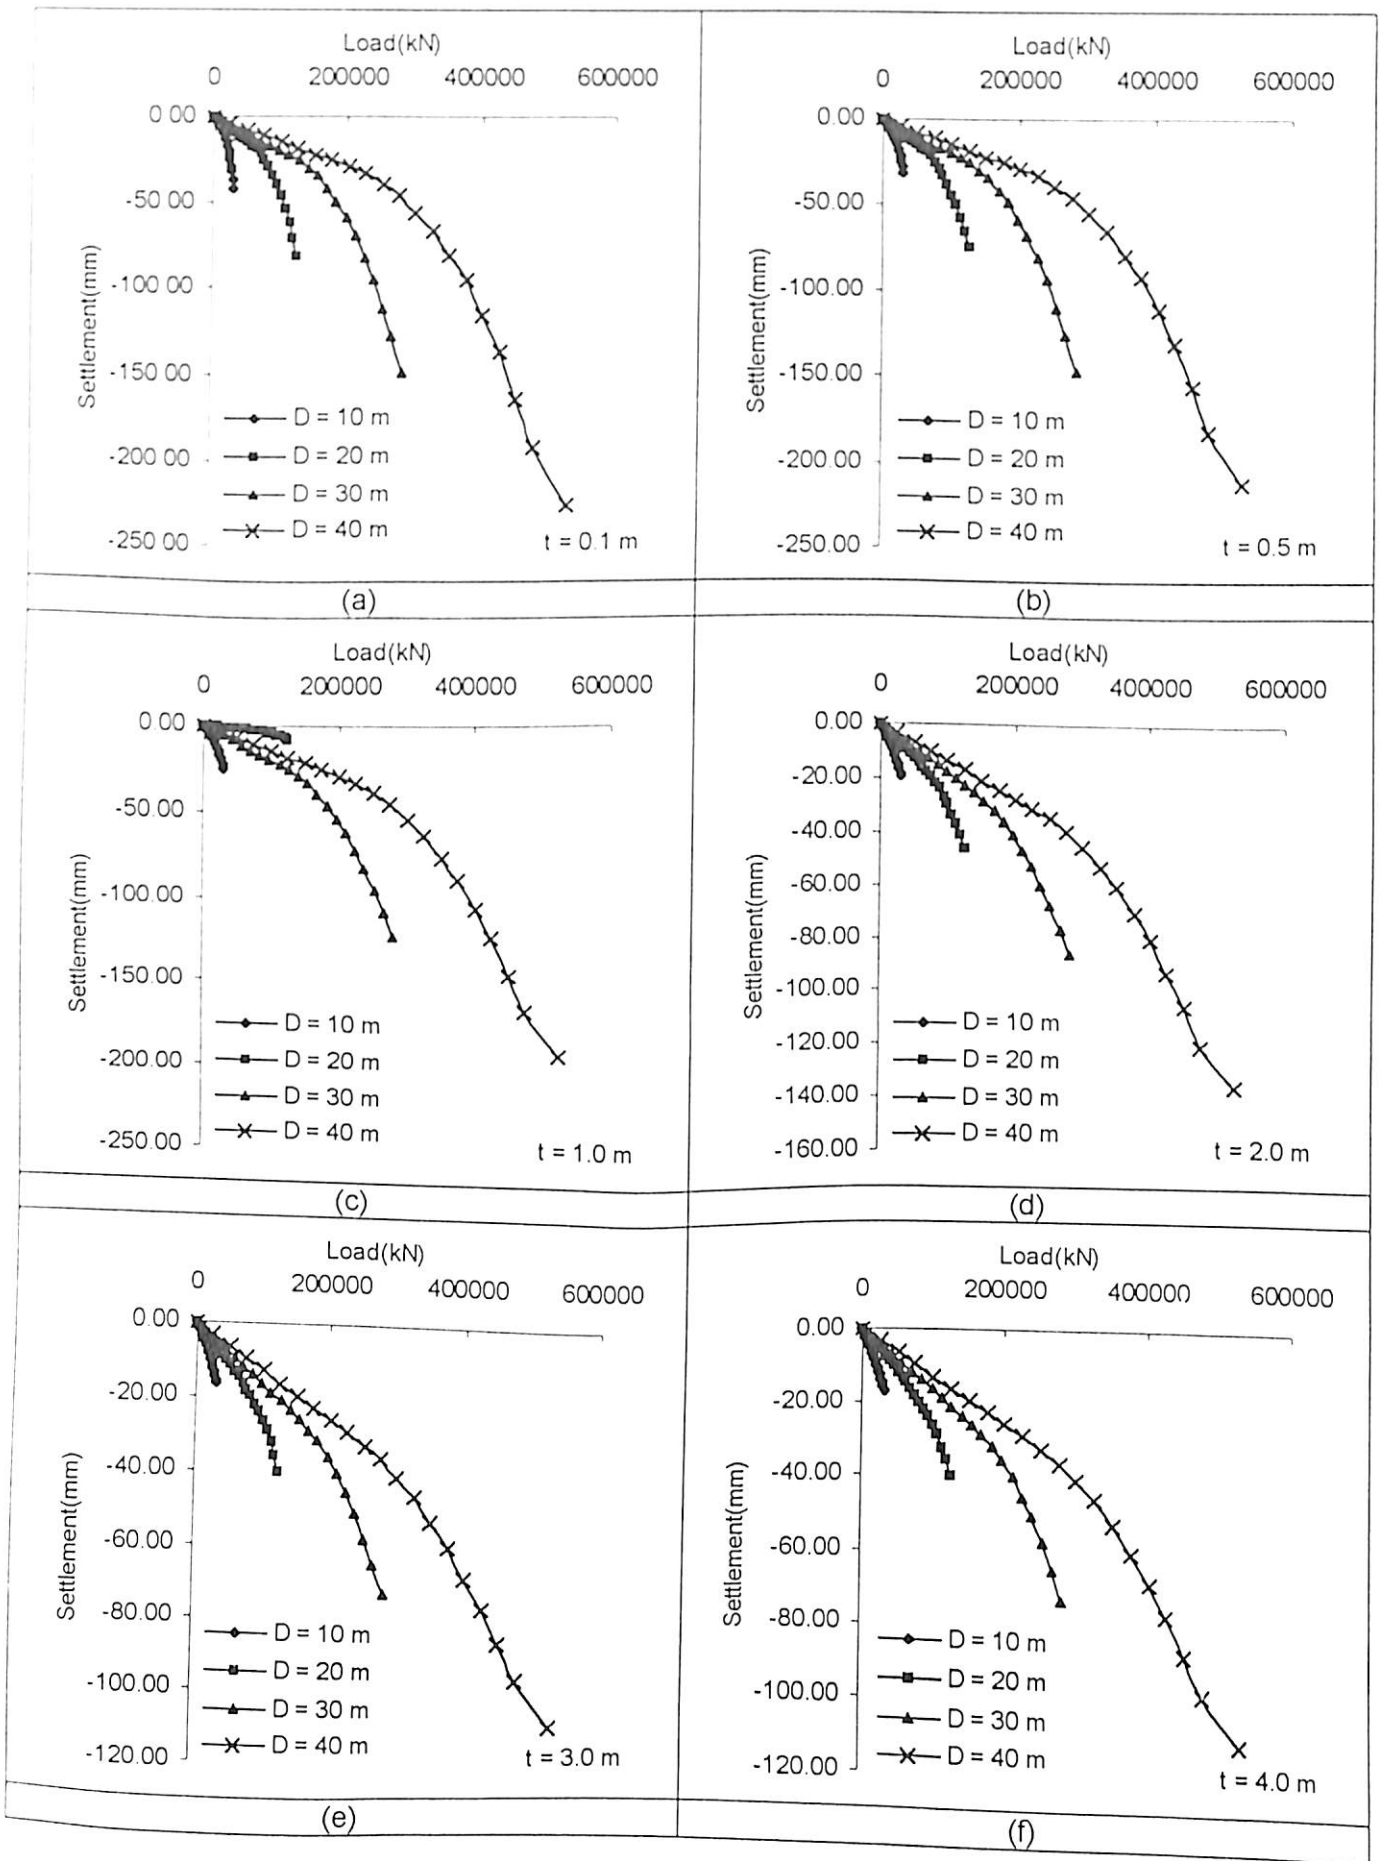 Load(kN)
0 200000 400000 600000
0 00
-50 00
-100 00
-150 00
-200 00
-250 00
Settlement(mm)
D = 10 m
D = 20 m
D = 30 m
D = 40 m
t = 0.1 m
(a)
Load(kN)
0 200000 400000 600000
0.00
-50.00
-100.00
-150.00
-200.00
-250.00
Settlement(mm)
D = 10 m
D = 20 m
D = 30 m
D = 40 m
t = 0.5 m
(b)
Load(kN)
0 200000 400000 600000
0.00
-50.00
-100.00
-150.00
-200.00
-250.00
Settlement(mm)
D = 10 m
D = 20 m
D = 30 m
D = 40 m
t = 1.0 m
(c)
Load(kN)
0 200000 400000 600000
0.00
-20.00
-40.00
-60.00
-80.00
-100.00
-120.00
-140.00
-160.00
Settlement(mm)
D = 10 m
D = 20 m
D = 30 m
D = 40 m
t = 2.0 m
(d)
Load(kN)
0 200000 400000 600000
0.00
-20.00
-40.00
-60.00
-80.00
-100.00
-120.00
Settlement(mm)
D = 10 m
D = 20 m
D = 30 m
D = 40 m
t = 3.0 m
(e)
Load(kN)
0 200000 400000 600000
0.00
-20.00
-40.00
-60.00
-80.00
-100.00
-120.00
Settlement(mm)
D = 10 m
D = 20 m
D = 30 m
D = 40 m
t = 4.0 m
(f)